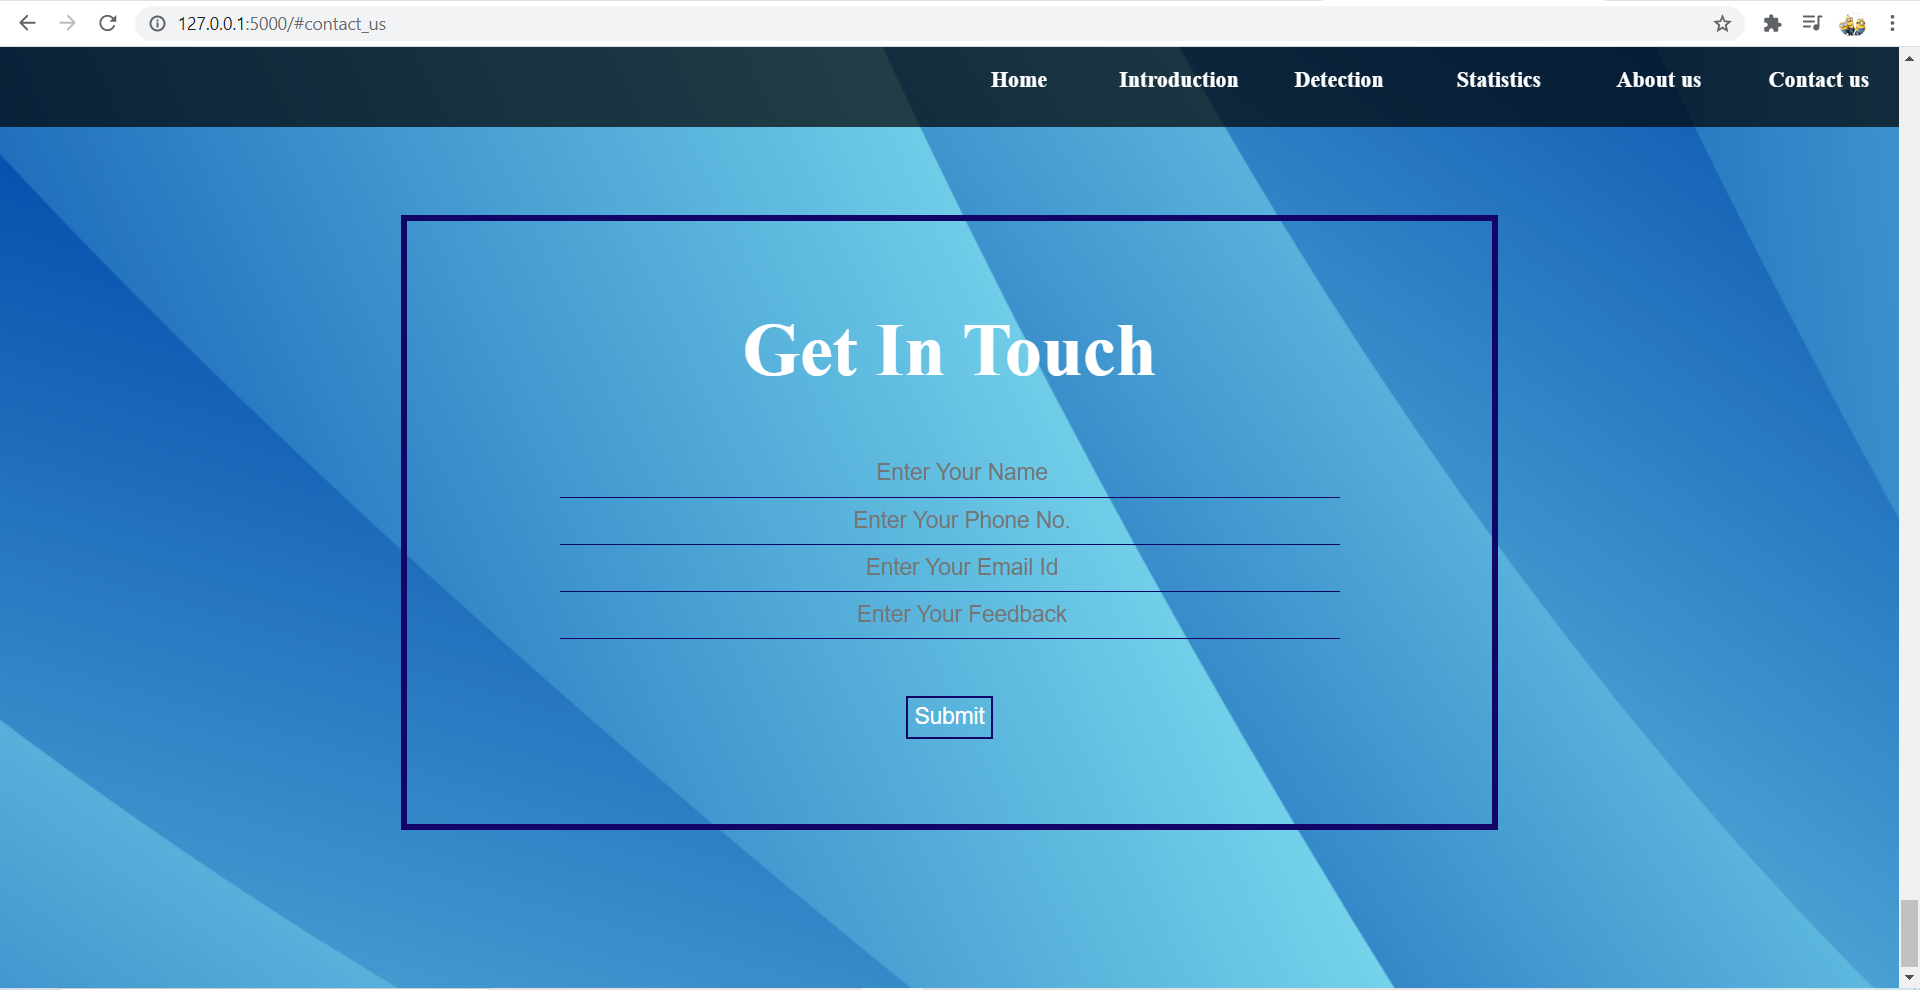 127.0.0.1:5000/#contact_us
Home Introduction Detection Statistics About us Contact us
Get In Touch
Enter Your Name
Enter Your Phone No.
Enter Your Email Id
Enter Your Feedback
Submit